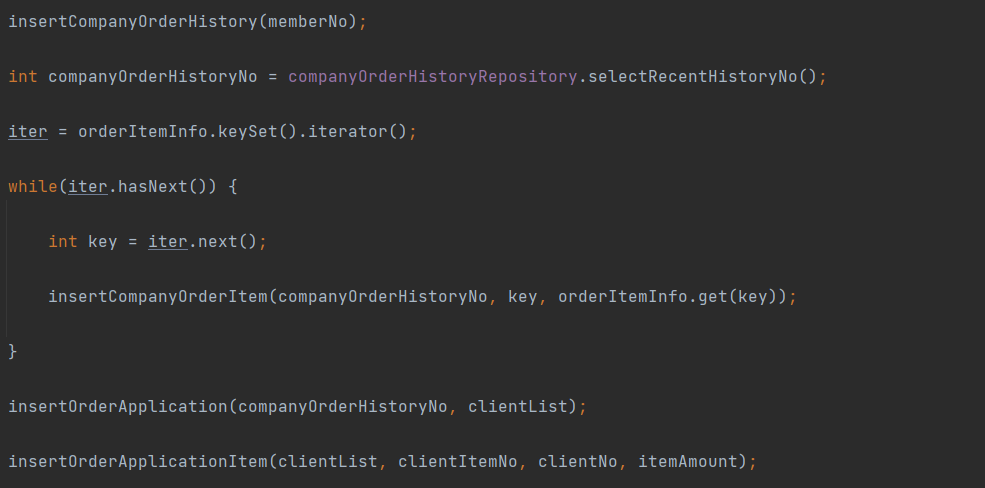 insertCompanyOrderHistory(memberNo);
int companyOrderHistoryNo = companyOrderHistoryRepository.selectRecentHistoryNo();
iter = orderItemInfo.keySet().iterator();
while(iter.hasNext()) {
    int key = iter.next();
    insertCompanyOrderItem(companyOrderHistoryNo, key, orderItemInfo.get(key));
}
insertOrderApplication(companyOrderHistoryNo, clientList);
insertOrderApplicationItem(clientList, clientItemNo, clientNo, itemAmount);